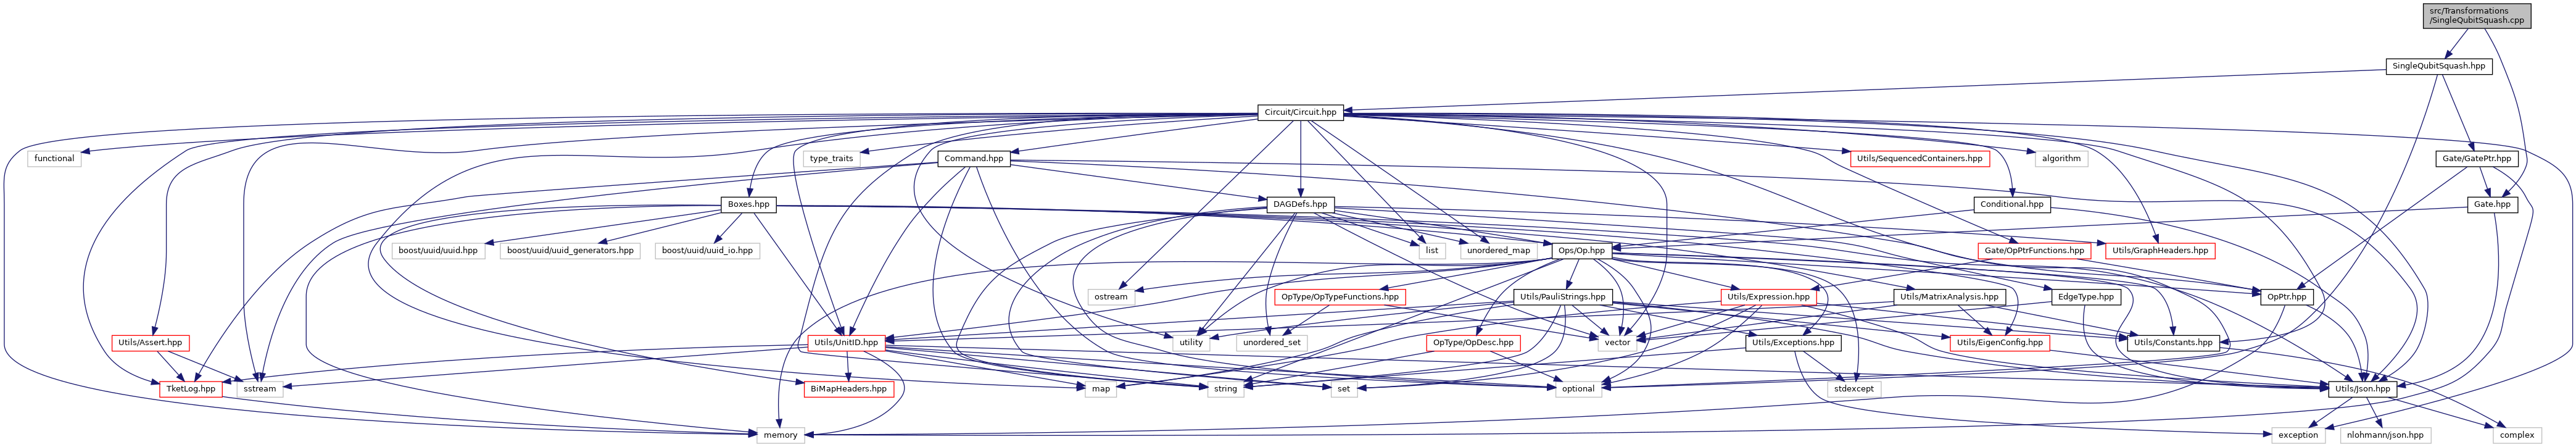 src/Transformations
/SingleQubitSquash.cpp
SingleQubitSquash.hpp
Circuit/Circuit.hpp
functional
type_traits
Command.hpp
Utils/SequencedContainers.hpp
algorithm
Gate/GatePtr.hpp
Boxes.hpp
DAGDefs.hpp
Conditional.hpp
Gate.hpp
boost/uuid/uuid.hpp
boost/uuid/uuid_generators.hpp
boost/uuid/uuid_io.hpp
list
unordered_map
Ops/Op.hpp
Gate/OpPtrFunctions.hpp
Utils/GraphHeaders.hpp
ostream
OpType/OpTypeFunctions.hpp
Utils/PauliStrings.hpp
Utils/Expression.hpp
Utils/MatrixAnalysis.hpp
EdgeType.hpp
OpPtr.hpp
Utils/Assert.hpp
Utils/UnitID.hpp
utility
unordered_set
OpType/OpDesc.hpp
vector
Utils/Exceptions.hpp
Utils/EigenConfig.hpp
Utils/Constants.hpp
TketLog.hpp
sstream
BiMapHeaders.hpp
map
string
set
optional
stdexcept
Utils/Json.hpp
memory
exception
nlohmann/json.hpp
complex